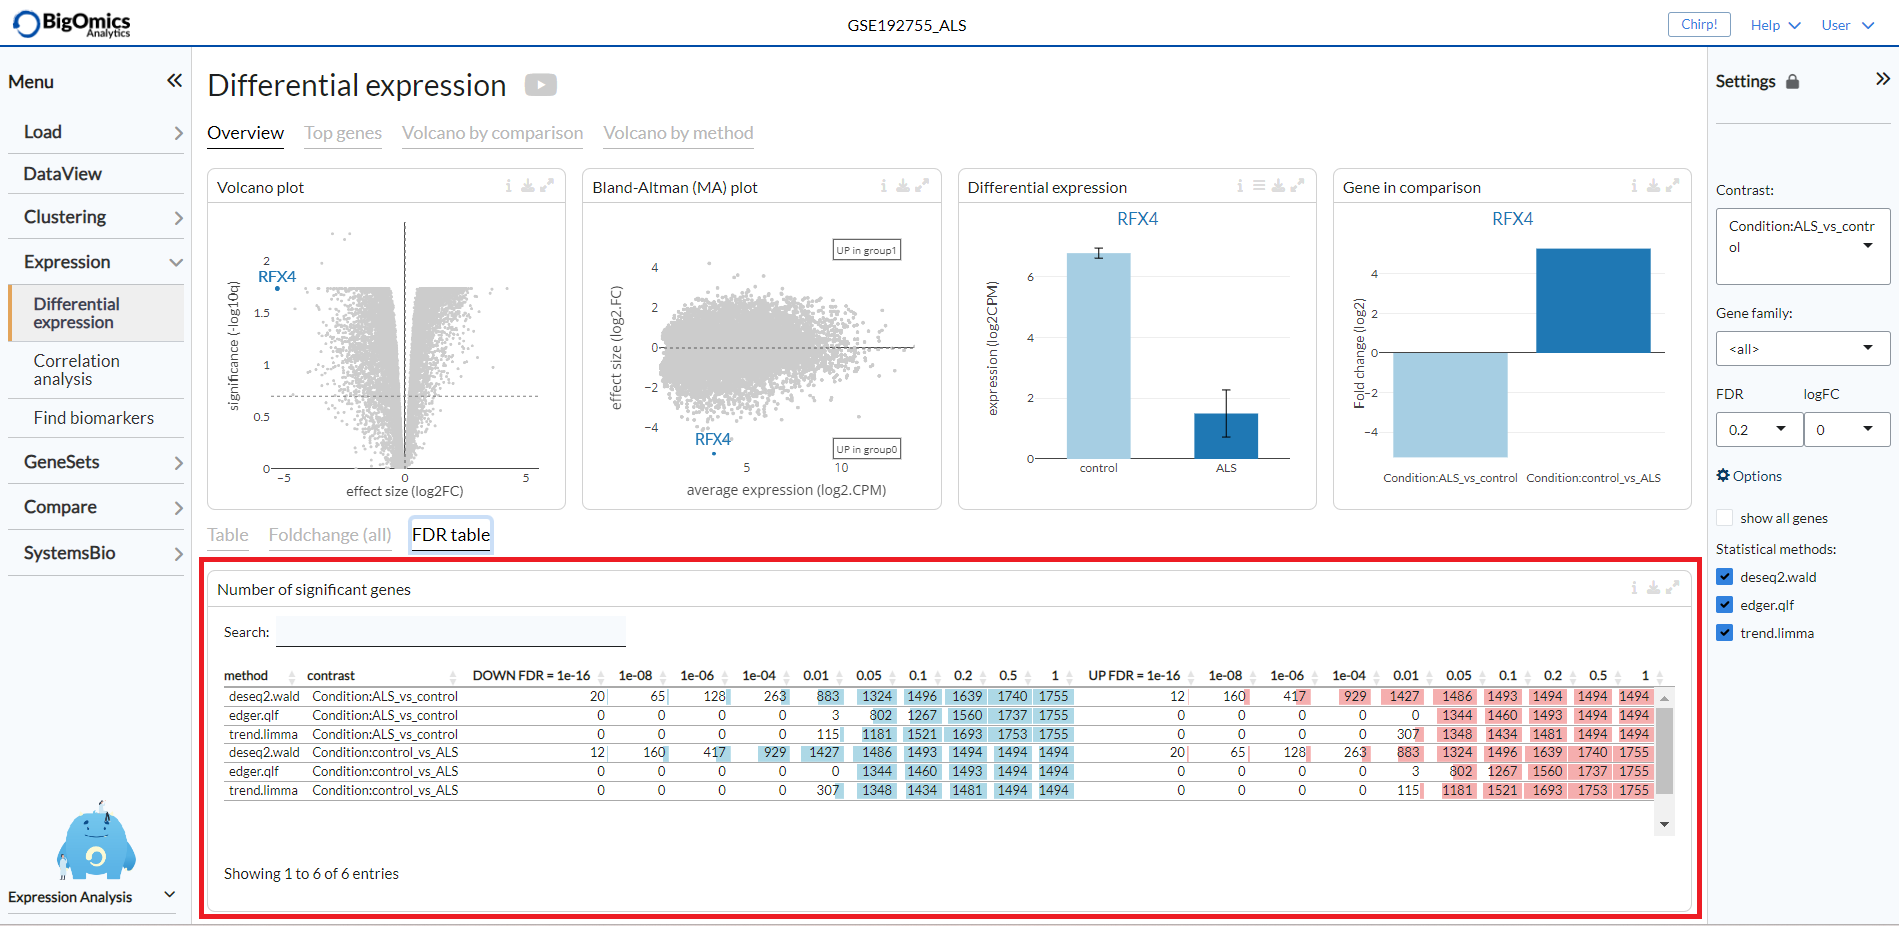 BigOmics
Analytics
GSE192755_ALS
Chirp!
Help
User
Menu
Load
DataView
Clustering
Expression
Differential
expression
Correlation
analysis
Find biomarkers
GeneSets
Compare
SystemsBio
Expression Analysis
Differential expression
Overview Top genes Volcano by comparison Volcano by method
Volcano plot
2
1.5
1
0.5
0
RFX4
−5 0 5
significance (-log10q)
effect size (log2FC)
Bland-Altman (MA) plot
UP in group1
4
2
0
−2
−4
RFX4
UP in group0
5 10
effect size (log2.FC)
average expression (log2.CPM)
Differential expression
RFX4
6
4
2
0
control ALS
expression (log2CPM)
Gene in comparison
RFX4
4
2
0
−2
−4
Fold change (log2)
Condition:ALS_vs_control Condition:control_vs_ALS
Table Foldchange (all) FDR table
Number of significant genes
Search:
method contrast DOWN FDR = 1e-16 1e-08 1e-06 1e-04 0.01 0.05 0.1 0.2 0.5 1 UP FDR = 1e-16 1e-08 1e-06 1e-04 0.01 0.05 0.1 0.2 0.5 1
deseq2.wald Condition:ALS_vs_control 20 65 128 263 883 1324 1496 1639 1740 1755 12 160 417 929 1427 1486 1493 1494 1494 1494
edger.qlf Condition:ALS_vs_control 0 0 0 0 3 802 1267 1560 1737 1755 0 0 0 0 0 1344 1460 1493 1494 1494
trend.limma Condition:ALS_vs_control 0 0 0 0 115 1181 1521 1693 1753 1755 0 0 0 0 307 1348 1434 1481 1494 1494
deseq2.wald Condition:control_vs_ALS 12 160 417 929 1427 1486 1493 1494 1494 1494 20 65 128 263 883 1324 1496 1639 1740 1755
edger.qlf Condition:control_vs_ALS 0 0 0 0 0 1344 1460 1493 1494 1494 0 0 0 0 3 802 1267 1560 1737 1755
trend.limma Condition:control_vs_ALS 0 0 0 0 307 1348 1434 1481 1494 1494 0 0 0 0 115 1181 1521 1693 1753 1755
Showing 1 to 6 of 6 entries
Settings
Contrast:
Condition:ALS_vs_contr
ol
Gene family:
<all>
FDR logFC
0.2 0
Options
show all genes
Statistical methods:
deseq2.wald
edger.qlf
trend.limma